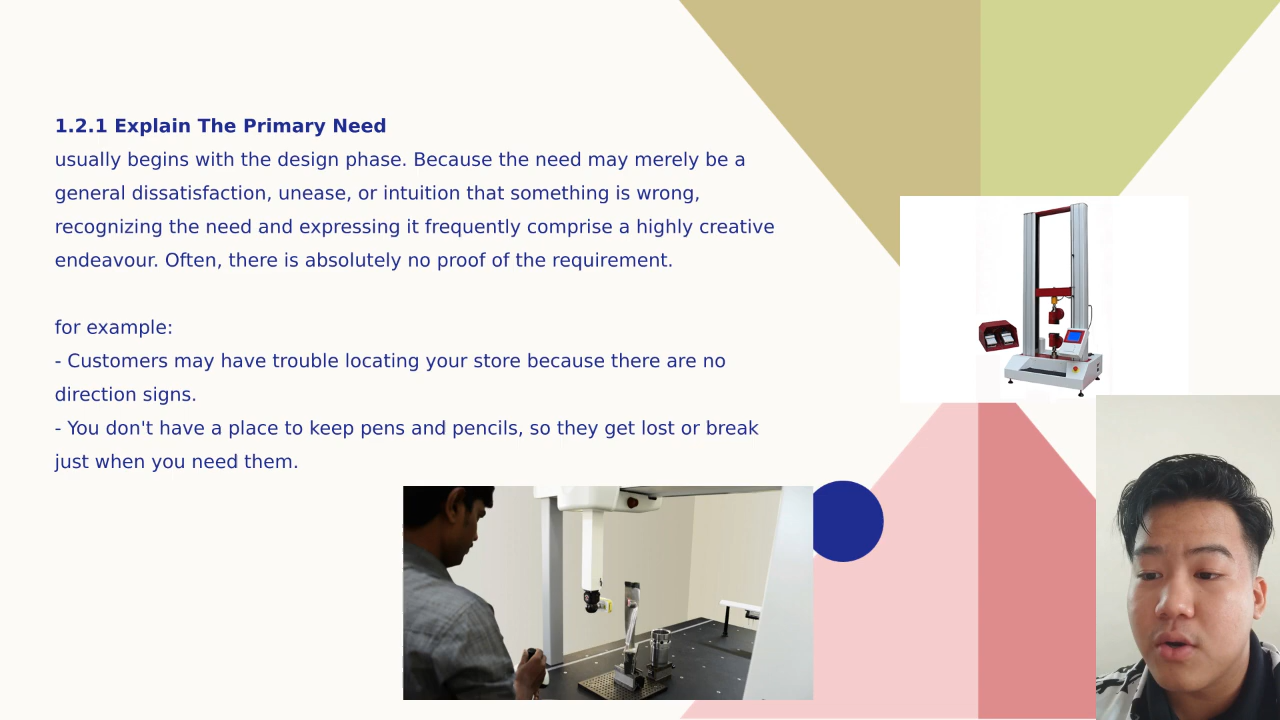 1.2.1 Explain The Primary Need
usually begins with the design phase. Because the need may merely be a
general dissatisfaction, unease, or intuition that something is wrong,
recognizing the need and expressing it frequently comprise a highly creative
endeavour. Often, there is absolutely no proof of the requirement.
for example:
- Customers may have trouble locating your store because there are no
direction signs.
- You don't have a place to keep pens and pencils, so they get lost or break
just when you need them.